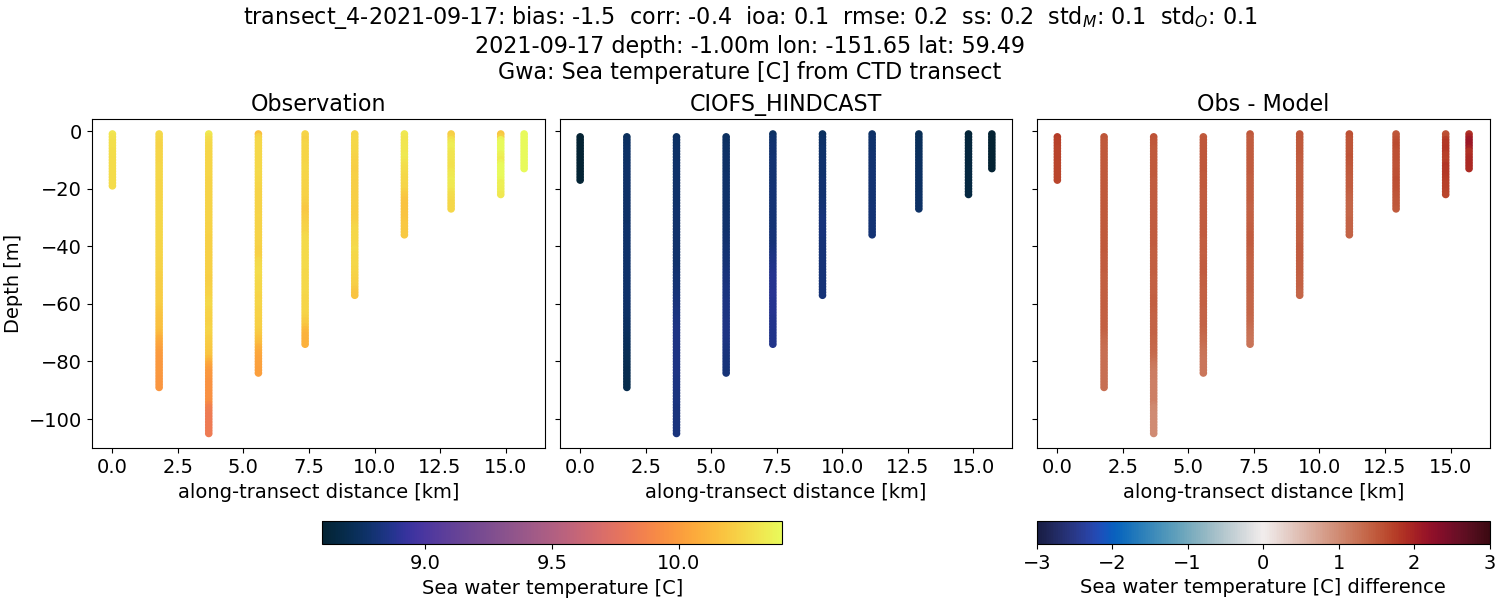 transect_4-2021-09-17: bias: -1.5 corr: -0.4 ioa: 0.1 rmse: 0.2 ss: 0.2 std_M: 0.1 std_O: 0.1
2021-09-17 depth: -1.00m lon: -151.65 lat: 59.49
Gwa: Sea temperature [C] from CTD transect
Observation CIOFS_HINDCAST Obs - Model
Depth [m]
0
−20
−40
−60
−80
−100
0.0 2.5 5.0 7.5 10.0 12.5 15.0
along-transect distance [km]
0.0 2.5 5.0 7.5 10.0 12.5 15.0
along-transect distance [km]
0.0 2.5 5.0 7.5 10.0 12.5 15.0
along-transect distance [km]
9.0 9.5 10.0
Sea water temperature [C]
−3 −2 −1 0 1 2 3
Sea water temperature [C] difference